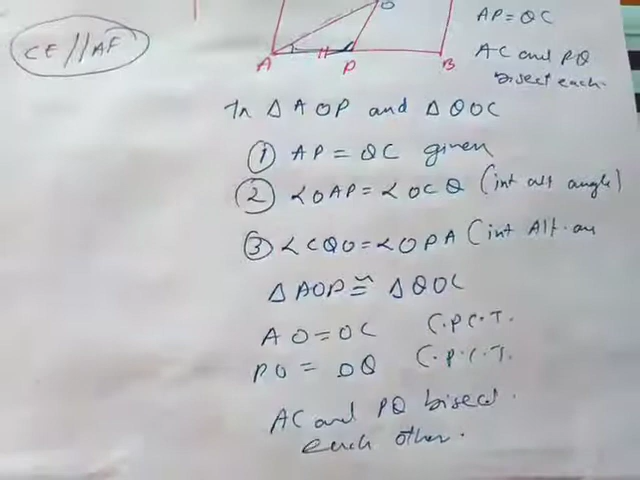 CE // AF
O
A
P
B
AP = QC
AC and PQ
bisect each
In Δ AOP and Δ QOC
① AP = QC given
② ∠OAP = ∠OCQ (int alt angle)
③ ∠CQO = ∠OPA (int Alt. an
Δ AOP ≅ Δ QOC
AO = OC C.P.C.T.
PO = OQ C.P.C.T.
AC and PQ bisect
each other.